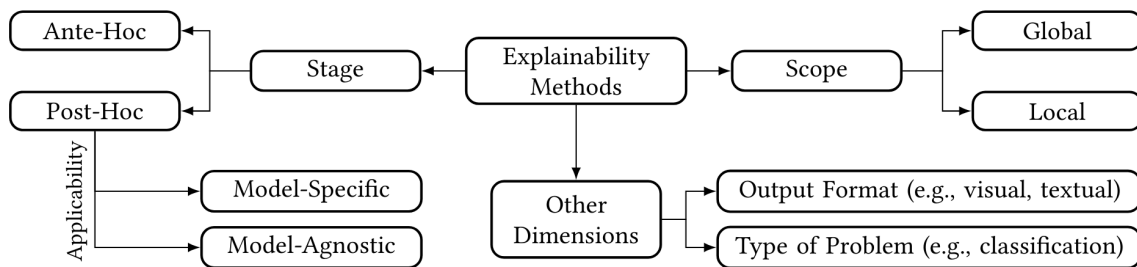 Ante-Hoc
Stage
Explainability
Methods
Scope
Global
Post-Hoc
Local
Applicability
Model-Specific
Model-Agnostic
Other
Dimensions
Output Format (e.g., visual, textual)
Type of Problem (e.g., classification)